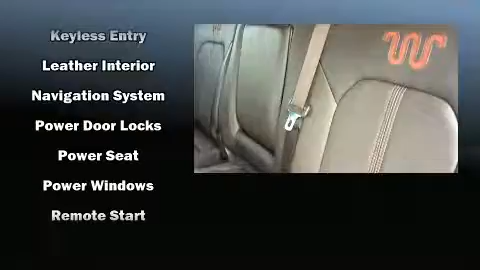 Keyless Entry
Leather Interior
Navigation System
Power Door Locks
Power Seat
Power Windows
Remote Start